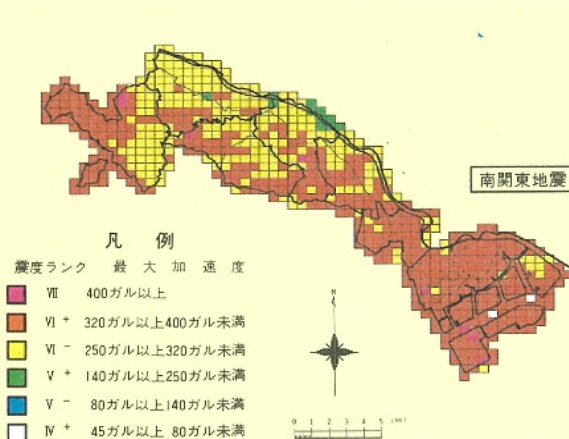 南関東地震
凡例
震度ランク 最大加速度
Ⅶ 400ガル以上
Ⅵ+ 320ガル以上400ガル未満
Ⅵ- 250ガル以上320ガル未満
Ⅴ+ 140ガル以上250ガル未満
Ⅴ- 80ガル以上140ガル未満
Ⅳ+ 45ガル以上 80ガル未満
N
0 1 2 3 4 5